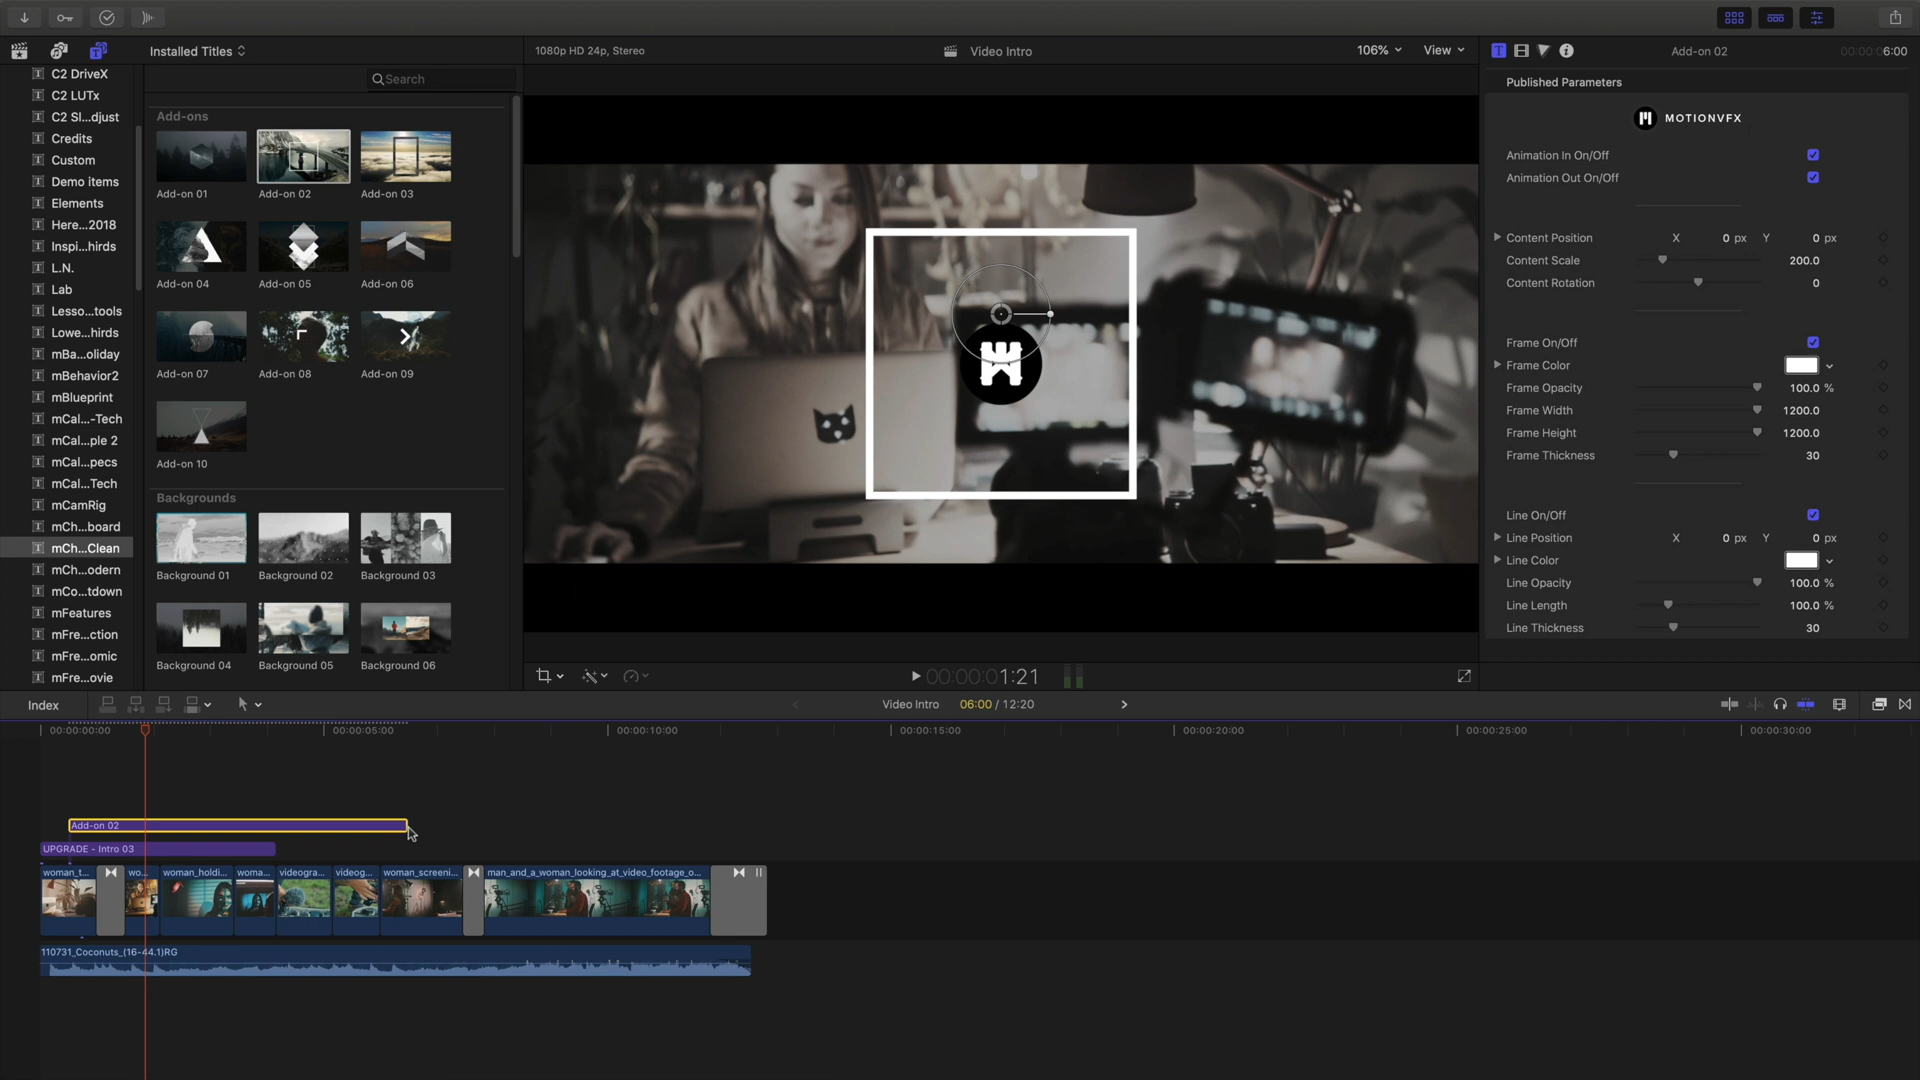 Installed Titles
1080p HD 24p, Stereo
Video Intro
106%
View
Add-on 02
00:00:06:00
C2 DriveX
C2 LUTx
C2 Sl...djust
Credits
Custom
Demo items
Elements
Here...2018
Inspi...hirds
L.N.
Lab
Lesso...tools
Lowe...hirds
mBa...oliday
mBehavior2
mBlueprint
mCal...-Tech
mCal...ple 2
mCal...pecs
mCal...Tech
mCamRig
mCh...board
mCh...Clean
mCh...odern
mCo...tdown
mFeatures
mFre...ction
mFre...omic
mFre...ovie
Search
Add-ons
Add-on 01
Add-on 02
Add-on 03
Add-on 04
Add-on 05
Add-on 06
Add-on 07
Add-on 08
Add-on 09
Add-on 10
Backgrounds
Background 01
Background 02
Background 03
Background 04
Background 05
Background 06
00:00:00:01:21
Published Parameters
MOTIONVFX
Animation In On/Off
Animation Out On/Off
Content Position X 0 px Y 0 px
Content Scale 200.0
Content Rotation 0
Frame On/Off
Frame Color
Frame Opacity 100.0 %
Frame Width 1200.0
Frame Height 1200.0
Frame Thickness 30
Line On/Off
Line Position X 0 px Y 0 px
Line Color
Line Opacity 100.0 %
Line Length 100.0 %
Line Thickness 30
Index
Video Intro
06:00 / 12:20
00:00:00:00
00:00:05:00
00:00:10:00
00:00:15:00
00:00:20:00
00:00:25:00
00:00:30:00
Add-on 02
UPGRADE - Intro 03
woman_t...
wo...
woman_holdi...
woma...
videogra...
videog...
woman_screeni...
man_and_a_woman_looking_at_video_footage_o...
110731_Coconuts_(16-44.1)RG